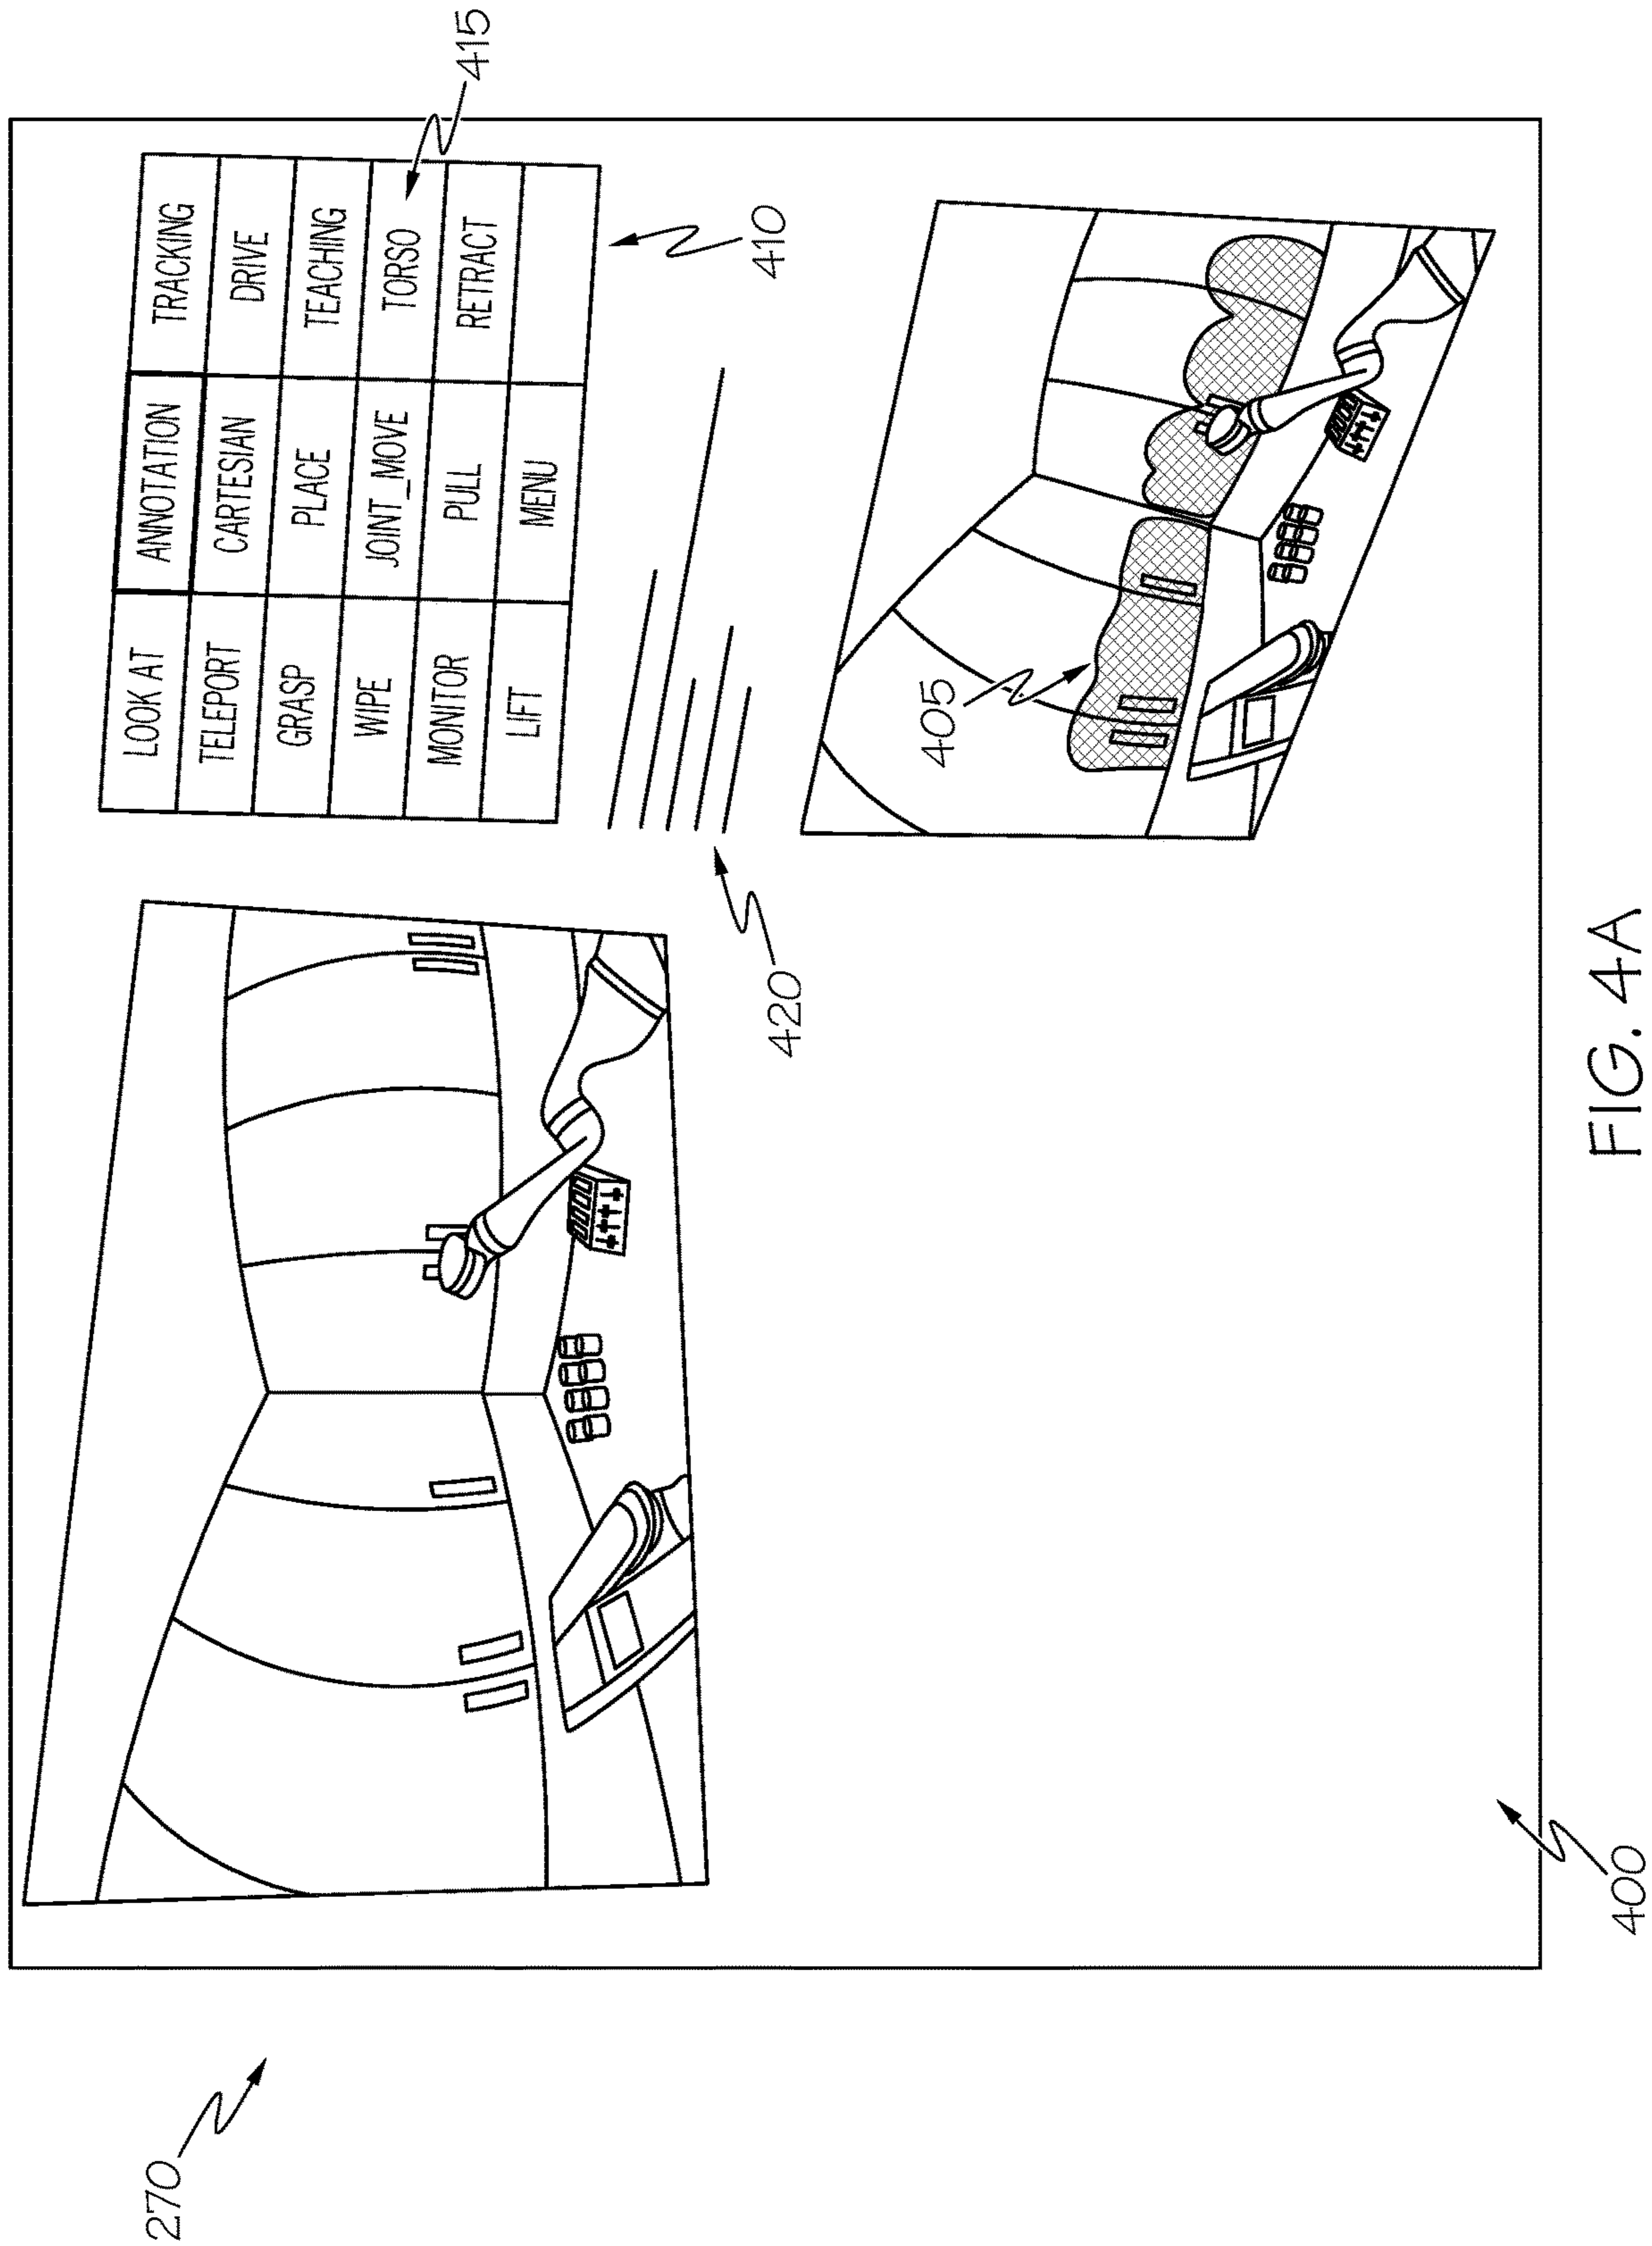 270
LOOK AT ANNOTATION TRACKING
TELEPORT CARTESIAN DRIVE
GRASP PLACE TEACHING
WIPE JOINT_MOVE TORSO
MONITOR PULL RETRACT
LIFT MENU
415
410
420
405
400
FIG. 4A